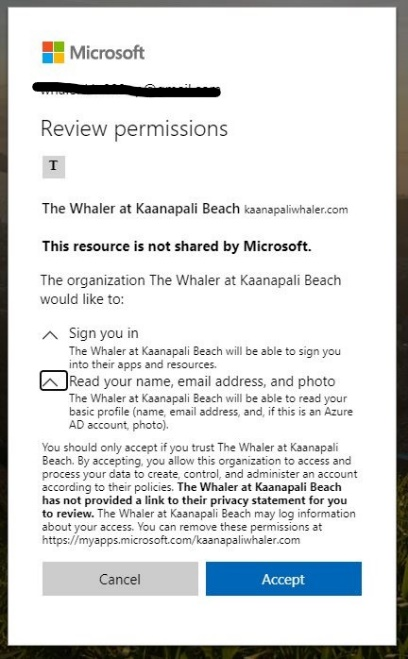 Microsoft
Review permissions
T
The Whaler at Kaanapali Beach kaanapaliwhaler.com
This resource is not shared by Microsoft.
The organization The Whaler at Kaanapali Beach
would like to:
Sign you in
The Whaler at Kaanapali Beach will be able to sign you
into their apps and resources.
Read your name, email address, and photo
The Whaler at Kaanapali Beach will be able to read your
basic profile (name, email address, and, if this is an Azure
AD account, photo).
You should only accept if you trust The Whaler at Kaanapali
Beach. By accepting, you allow this organization to access and
process your data to create, control, and administer an account
according to their policies. The Whaler at Kaanapali Beach
has not provided a link to their privacy statement for you
to review. The Whaler at Kaanapali Beach may log information
about your access. You can remove these permissions at
https://myapps.microsoft.com/kaanapaliwhaler.com
Cancel
Accept